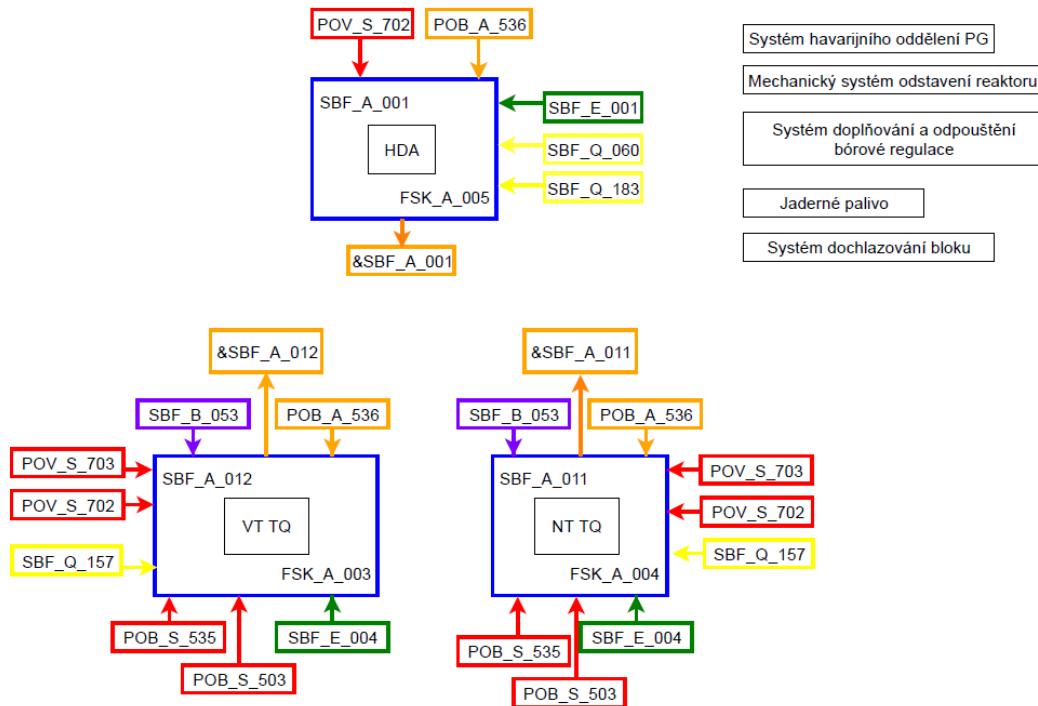 POV_S_702
POB_A_536
SBF_A_001
HDA
FSK_A_005
SBF_E_001
SBF_Q_060
SBF_Q_183
&SBF_A_001
Systém havarijního oddělení PG
Mechanický systém odstavení reaktoru
Systém doplňování a odpouštění
bórové regulace
Jaderné palivo
Systém dochlazování bloku
&SBF_A_012
SBF_B_053
POB_A_536
POV_S_703
POV_S_702
SBF_Q_157
SBF_A_012
VT TQ
FSK_A_003
POB_S_535
POB_S_503
SBF_E_004
&SBF_A_011
SBF_B_053
POB_A_536
SBF_A_011
NT TQ
FSK_A_004
POV_S_703
POV_S_702
SBF_Q_157
POB_S_535
POB_S_503
SBF_E_004